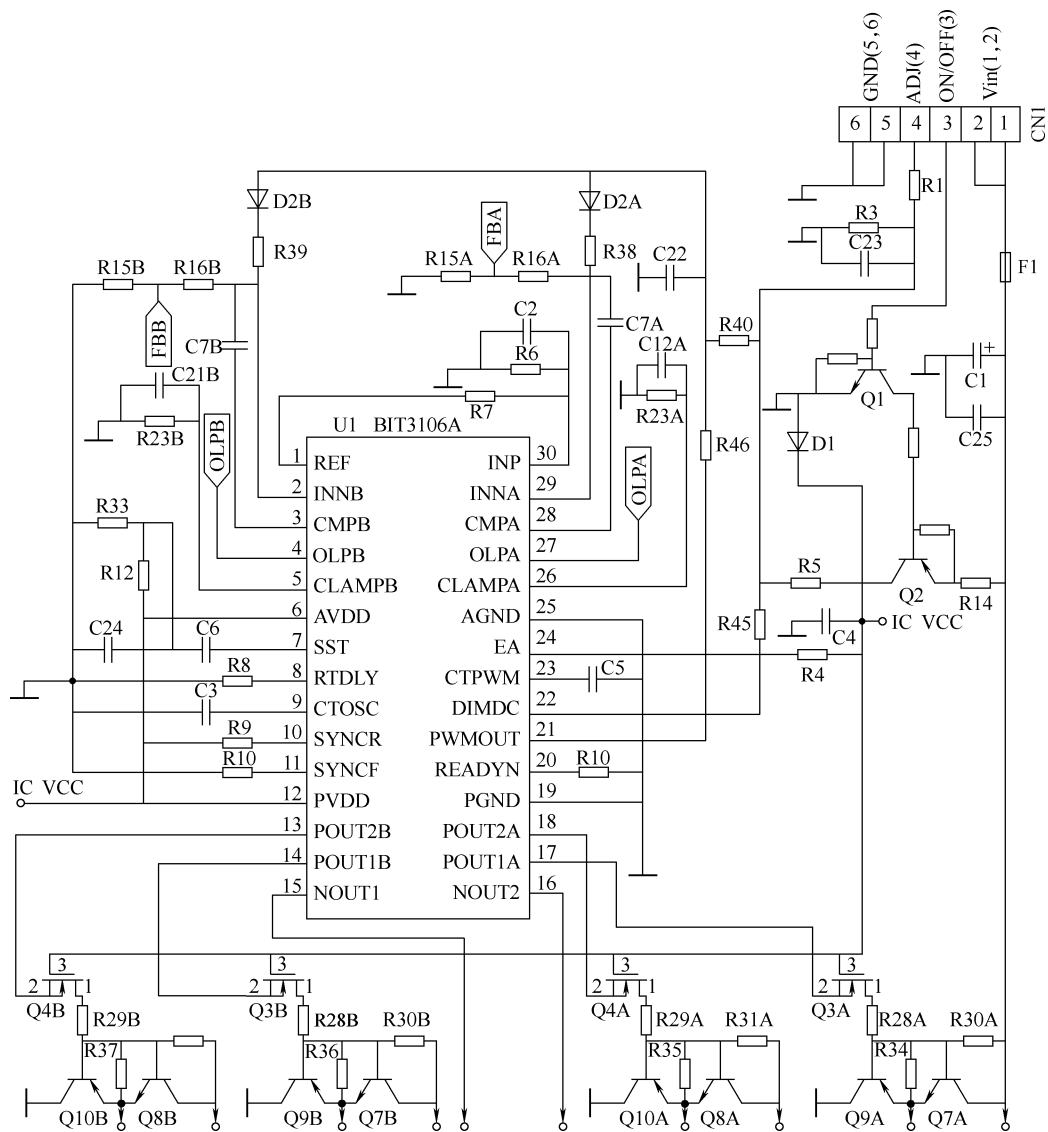 GND(5,6)
ADJ(4)
ON/OFF(3)
Vin(1,2)
6 5 4 3 2 1
CN1
R1
R3
C23
F1
D2B
D2A
R39
R38
FBA
R15A R16A
C22
R15B R16B
FBB
C7B
C2
C7A
R40
R6
C12A
C1
+
Q1
C21B
R7
R23A
R23B
OLPB
U1 BIT3106A
R46
D1
C25
OLPA
1 REF INP 30
2 INNB INNA 29
3 CMPB CMPA 28
4 OLPB OLPA 27
5 CLAMPB CLAMPA 26
6 AVDD AGND 25
7 SST EA 24
8 RTDLY CTPWM 23
9 CTOSC DIMDC 22
10 SYNCR PWMOUT 21
11 SYNCF READYN 20
12 PVDD PGND 19
13 POUT2B POUT2A 18
14 POUT1B POUT1A 17
15 NOUT1 NOUT2 16
R33
R12
R5
Q2
R14
C24
C6
R45
C4
IC VCC
R8
C5
R4
C3
R9
R10
R10
IC VCC
3
2 1
Q4B
R29B
R37
Q10B Q8B
3
2 1
Q3B
R28B
R30B
R36
Q9B Q7B
3
2 1
Q4A
R29A
R31A
R35
Q10A Q8A
3
2 1
Q3A
R28A
R30A
R34
Q9A Q7A